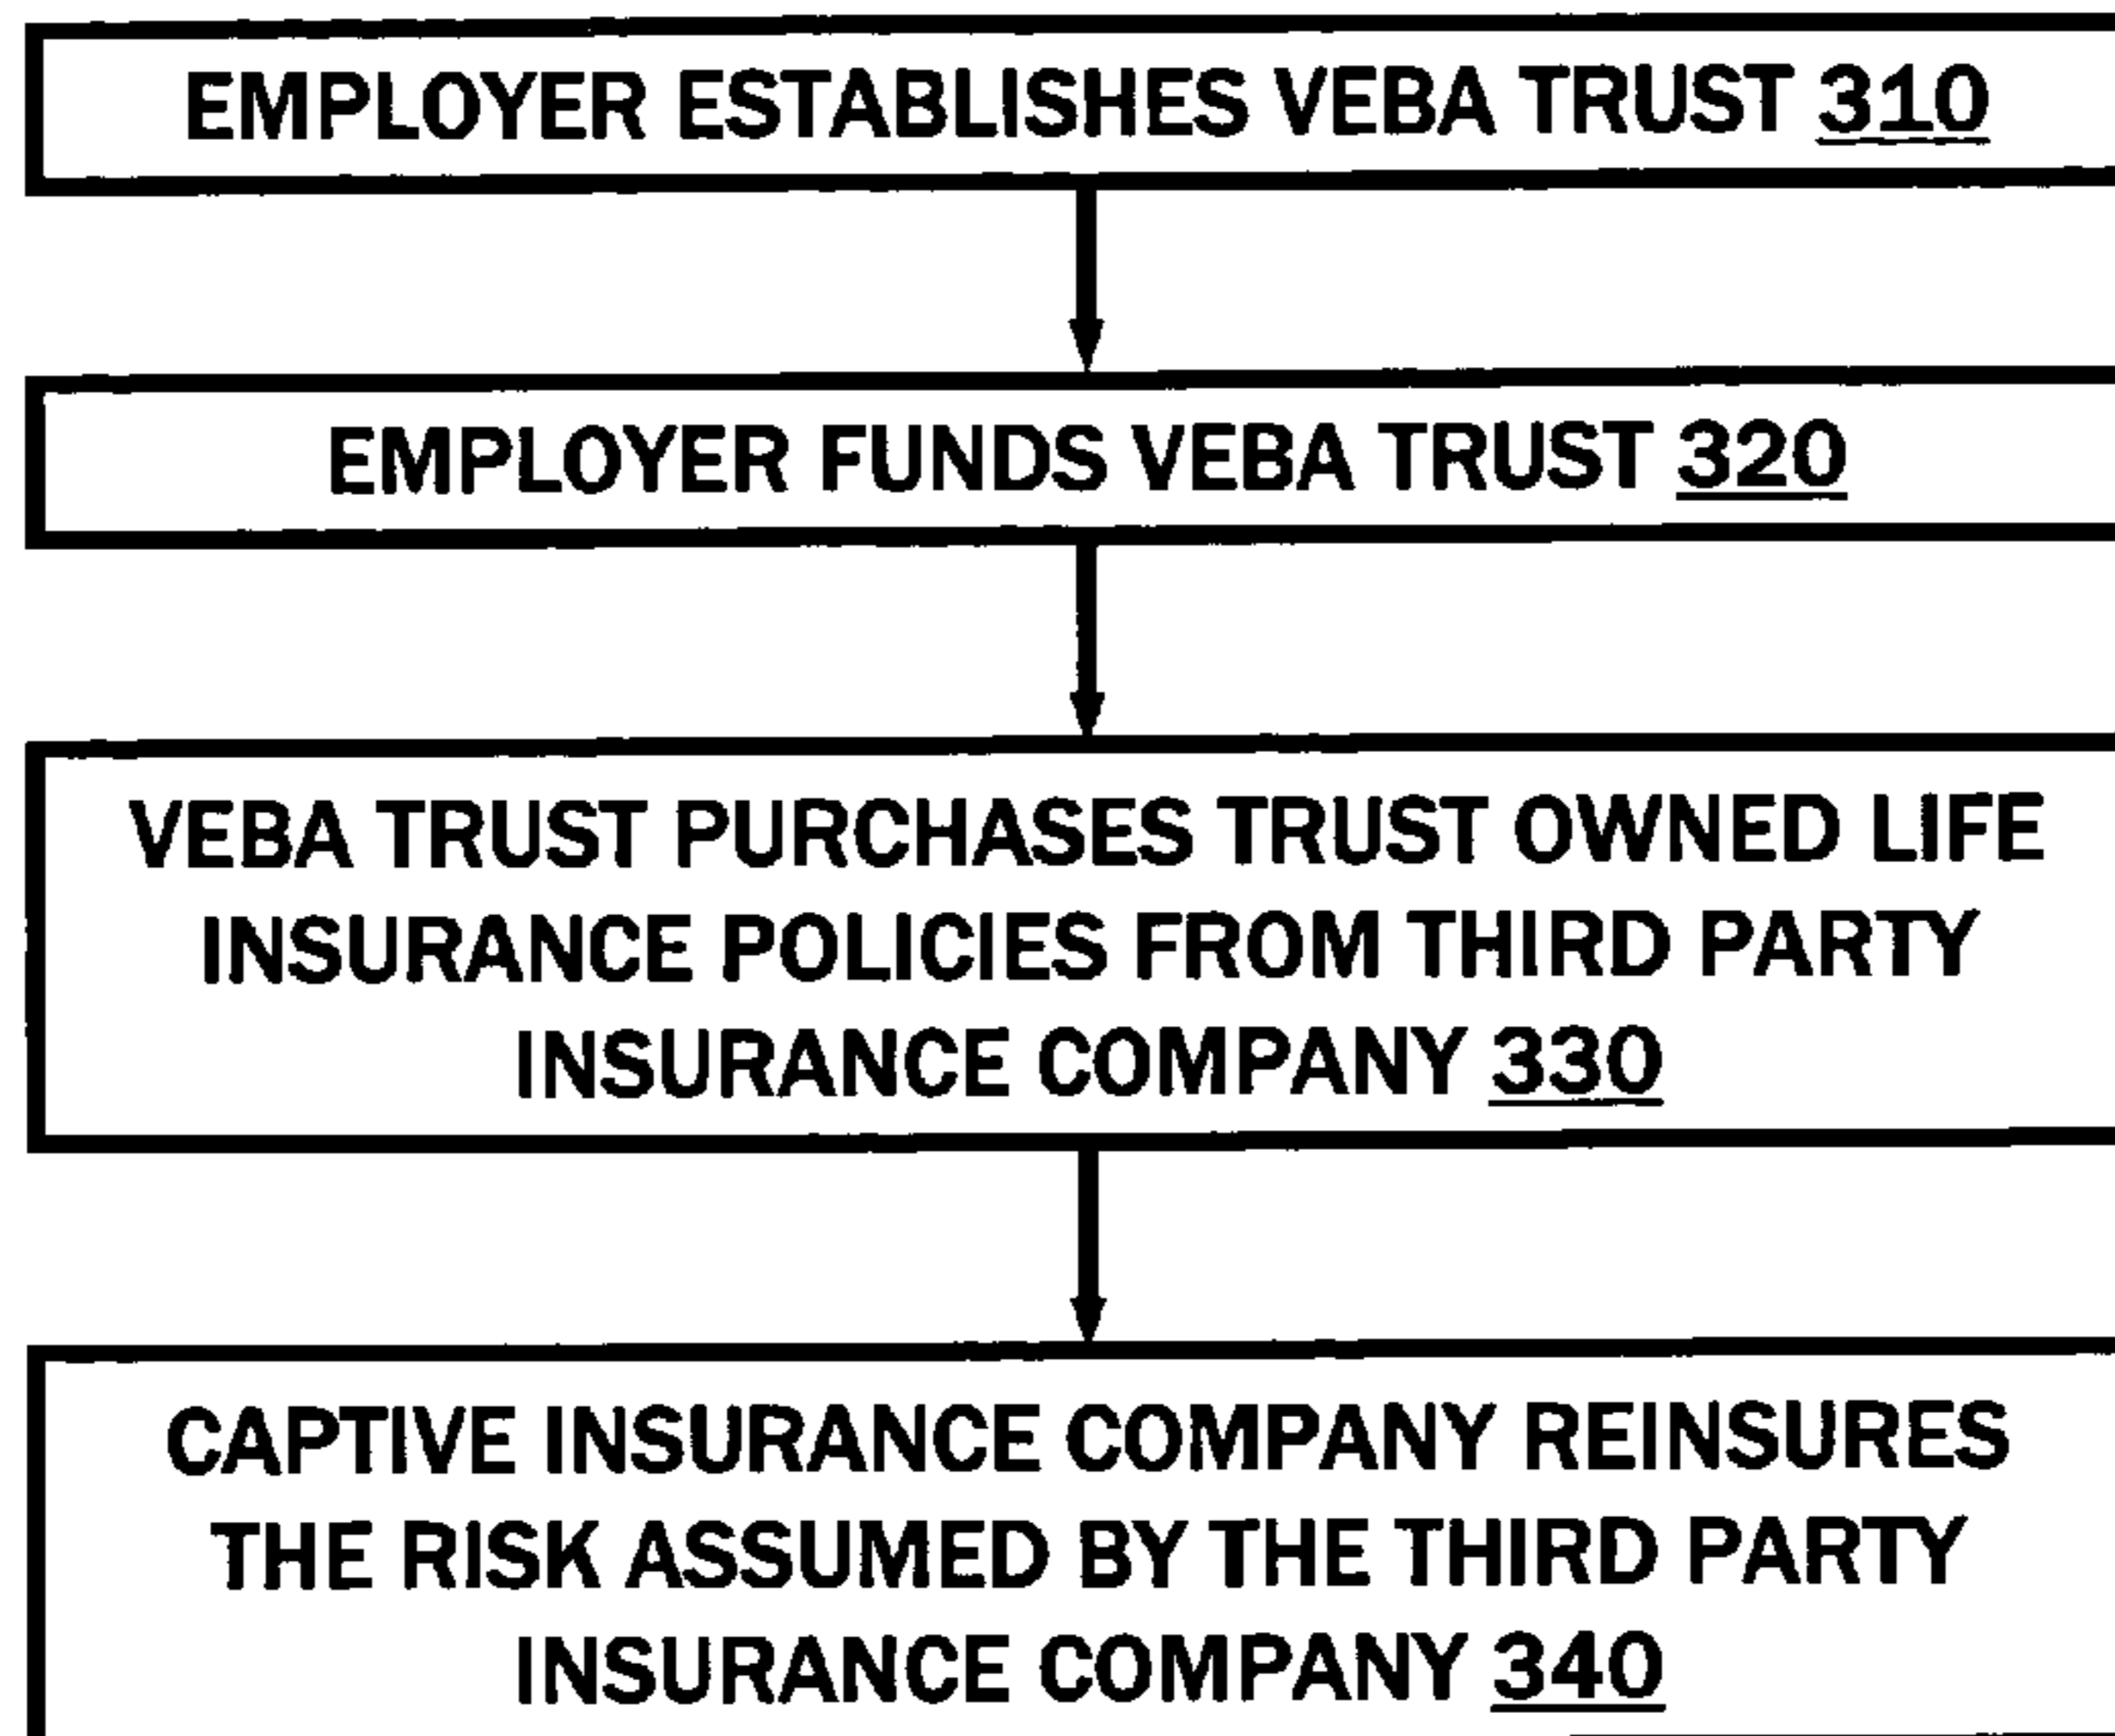 EMPLOYER ESTABLISHES VEBA TRUST 310
EMPLOYER FUNDS VEBA TRUST 320
VEBA TRUST PURCHASES TRUST OWNED LIFE
INSURANCE POLICIES FROM THIRD PARTY
INSURANCE COMPANY 330
CAPTIVE INSURANCE COMPANY REINSURES
THE RISK ASSUMED BY THE THIRD PARTY
INSURANCE COMPANY 340